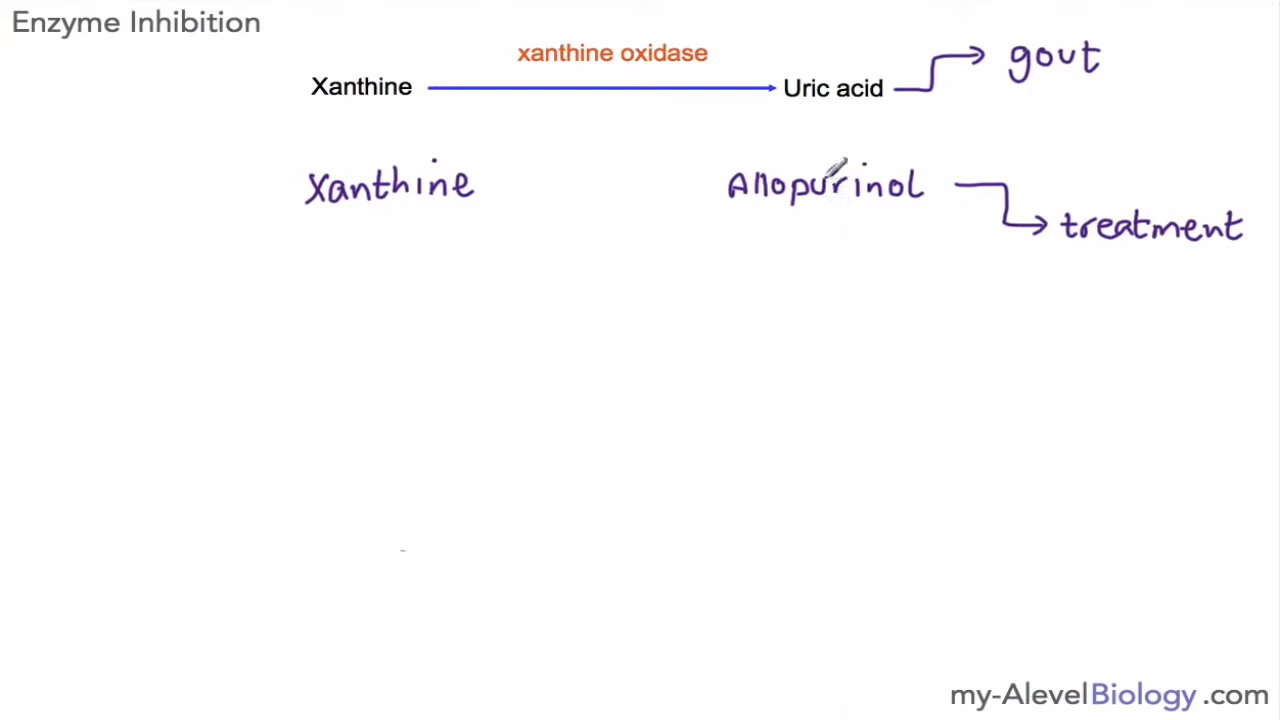 Enzyme Inhibition
xanthine oxidase
Xanthine Uric acid gout
Xanthine Allopurinol treatment
my-AlevelBiology.com